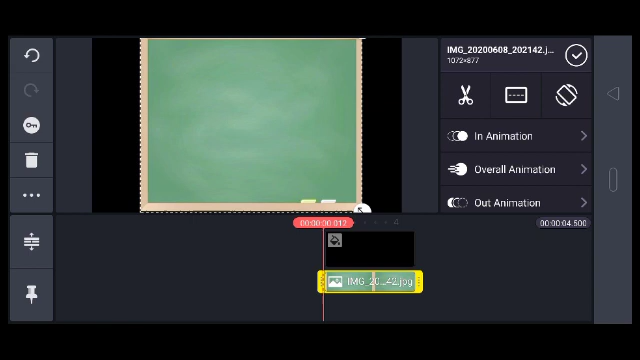 IMG_20200608_202142.j...
1072×877
In Animation
Overall Animation
Out Animation
00:00:00.012
00:00:04.500
IMG_20...42.jpg